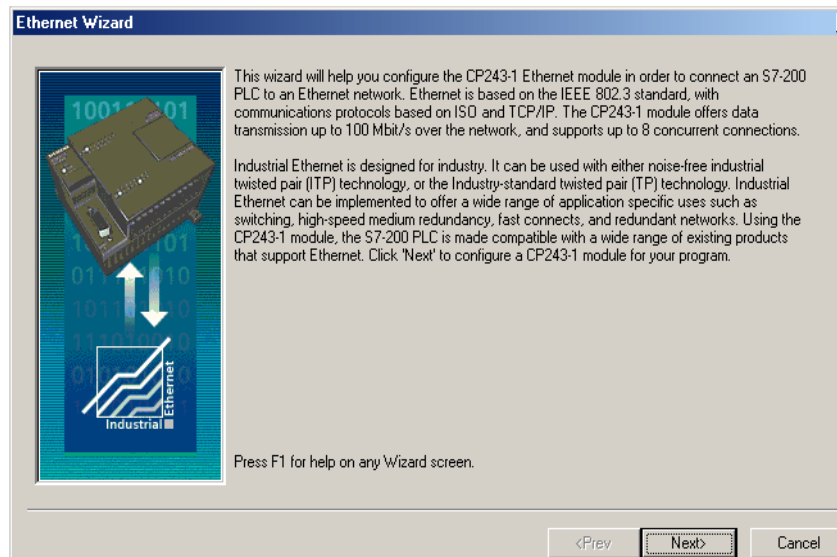 Ethernet Wizard
This wizard will help you configure the CP243-1 Ethernet module in order to connect an S7-200
PLC to an Ethernet network. Ethernet is based on the IEEE 802.3 standard, with
communications protocols based on ISO and TCP/IP. The CP243-1 module offers data
transmission up to 100 Mbit/s over the network, and supports up to 8 concurrent connections.
Industrial Ethernet is designed for industry. It can be used with either noise-free industrial
twisted pair (ITP) technology, or the Industry-standard twisted pair (TP) technology. Industrial
Ethernet can be implemented to offer a wide range of application specific uses such as
switching, high-speed medium redundancy, fast connects, and redundant networks. Using the
CP243-1 module, the S7-200 PLC is made compatible with a wide range of existing products
that support Ethernet. Click 'Next' to configure a CP243-1 module for your program.
Industrial
Ethernet
Press F1 for help on any Wizard screen.
<Prev
Next>
Cancel